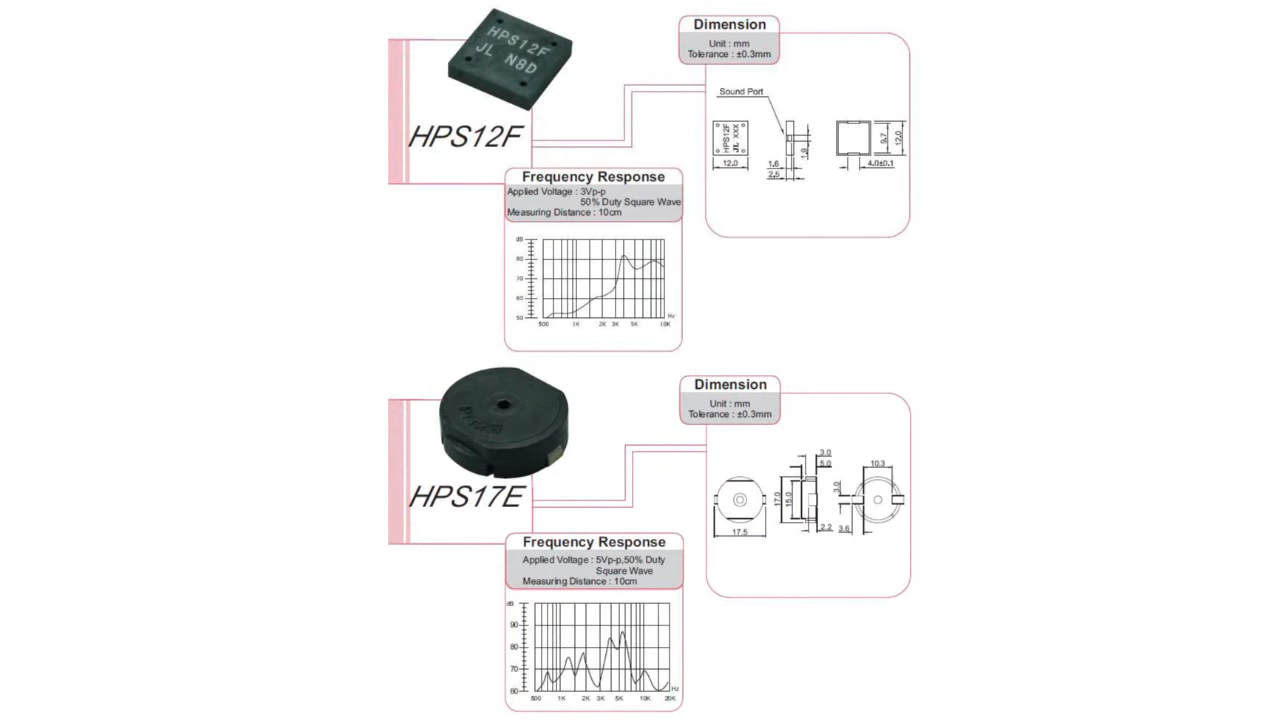 HPS12F
JL N8D
HPS12F
Dimension
Unit : mm
Tolerance : ±0.3mm
Sound Port
HPS12F
JL XXX
12.0
1.6
2.5
1.9
9.7
12.0
4.0±0.1
Frequency Response
Applied Voltage : 3Vp-p
50% Duty Square Wave
Measuring Distance : 10cm
dB
80
70
60
50
500 1K 2K 3K 5K 10K
Hz
HPS17E
Dimension
Unit : mm
Tolerance : ±0.3mm
3.0
5.0
17.0
15.0
2.2
17.5
10.3
3.0
3.6
Frequency Response
Applied Voltage : 5Vp-p,50% Duty
Square Wave
Measuring Distance : 10cm
dB
90
80
70
60
500 1K 2K 3K 5K 10K 20K
Hz